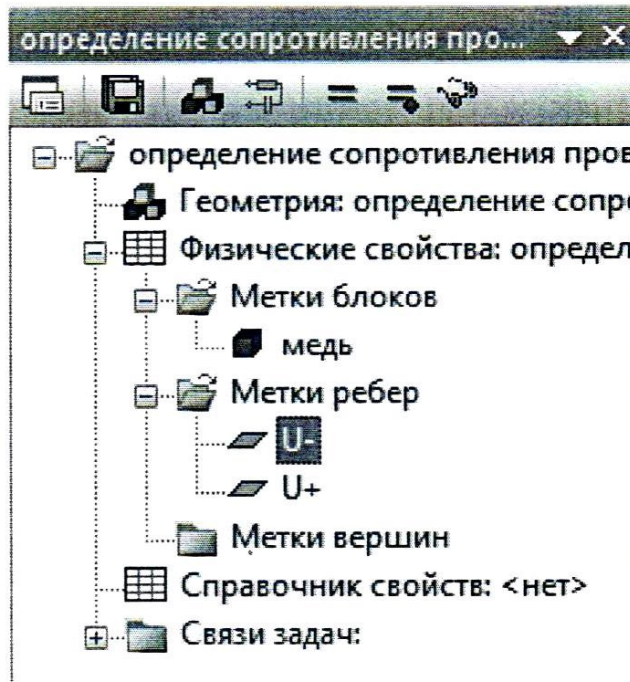 определение сопротивления про...
определение сопротивления пров
Геометрия: определение сопро
Физические свойства: определ
Метки блоков
медь
Метки ребер
U-
U+
Метки вершин
Справочник свойств: <нет>
Связи задач: